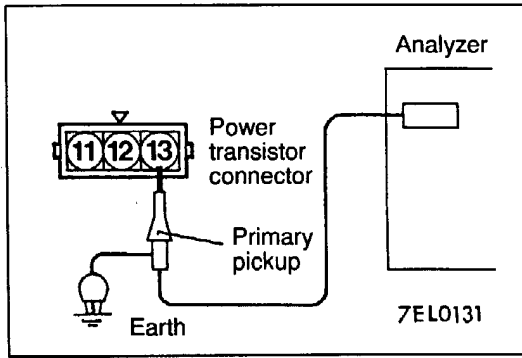 Analyzer
11 12 13
Power
transistor
connector
Primary
pickup
Earth
7EL0131